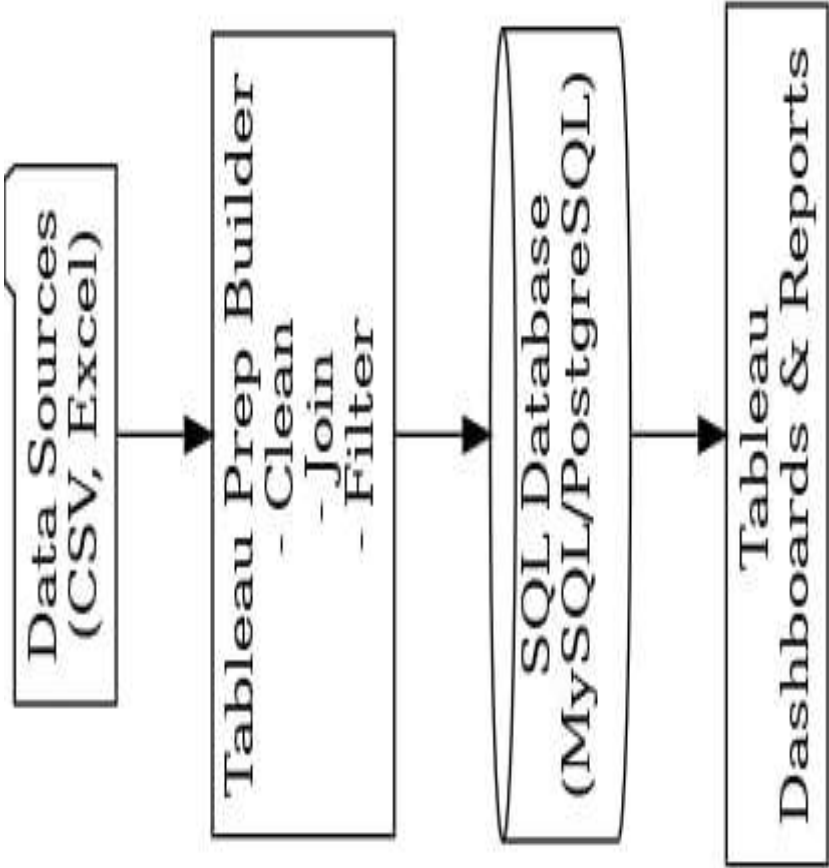 Data Sources
(CSV, Excel)
Tableau Prep Builder
- Clean
- Join
- Filter
SQL Database
(MySQL/PostgreSQL)
Tableau
Dashboards & Reports